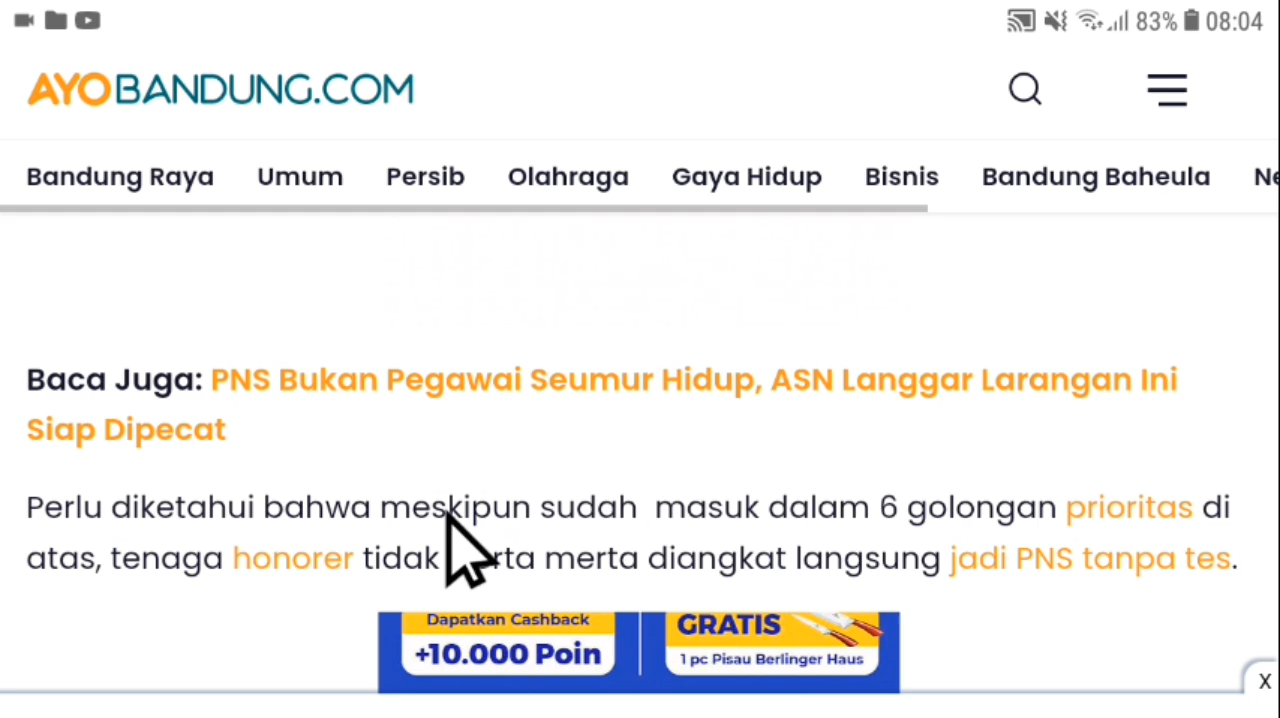 83% 08:04
AYOBANDUNG.COM
Bandung Raya Umum Persib Olahraga Gaya Hidup Bisnis Bandung Baheula
Baca Juga: PNS Bukan Pegawai Seumur Hidup, ASN Langgar Larangan Ini
Siap Dipecat
Perlu diketahui bahwa meskipun sudah masuk dalam 6 golongan prioritas di
atas, tenaga honorer tidak merta diangkat langsung jadi PNS tanpa tes.
Dapatkan Cashback
+10.000 Poin
GRATIS
1 pc Pisau Berlinger Haus
X